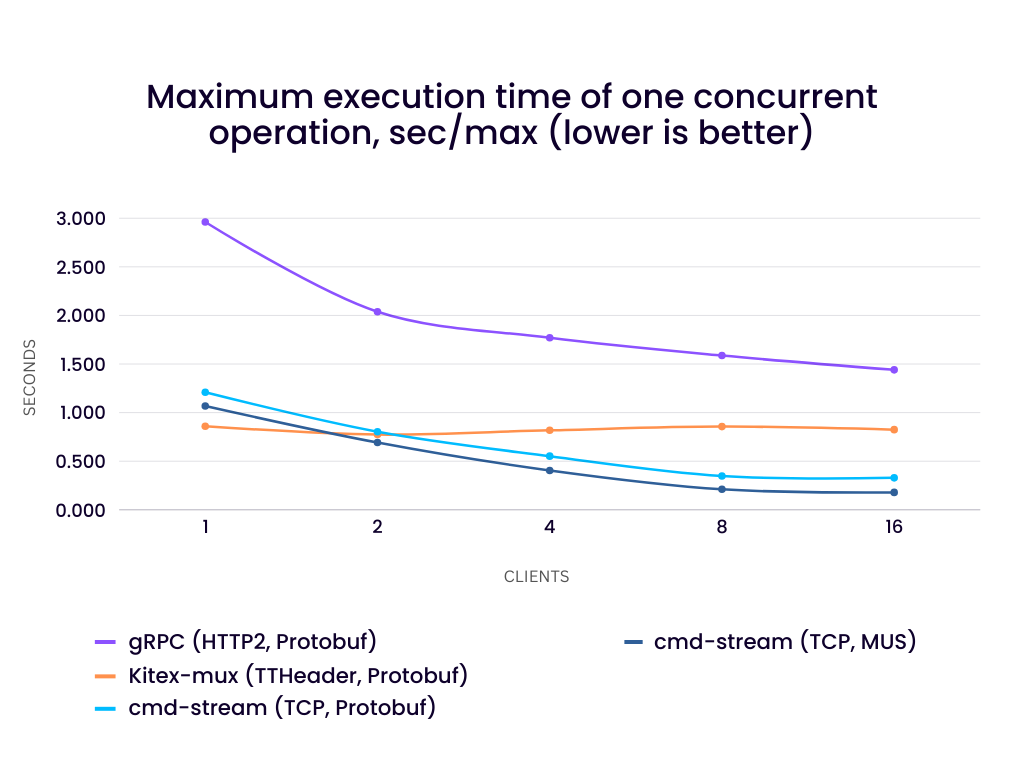 Maximum execution time of one concurrent
operation, sec/max (lower is better)
3.000
2.500
2.000
1.500
1.000
0.500
0.000
SECONDS
1 2 4 8 16
CLIENTS
gRPC (HTTP2, Protobuf)
Kitex-mux (TTHeader, Protobuf)
cmd-stream (TCP, Protobuf)
cmd-stream (TCP, MUS)